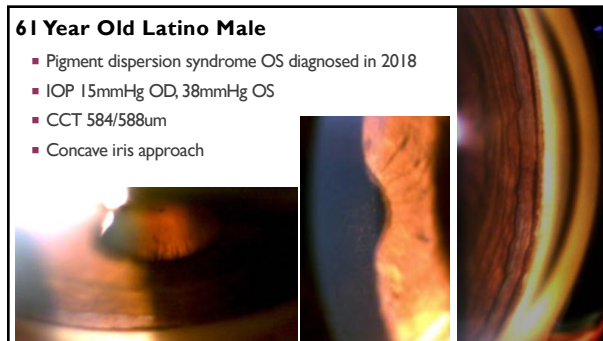 61 Year Old Latino Male
▪ Pigment dispersion syndrome OS diagnosed in 2018
▪ IOP 15mmHg OD, 38mmHg OS
▪ CCT 584/588um
▪ Concave iris approach